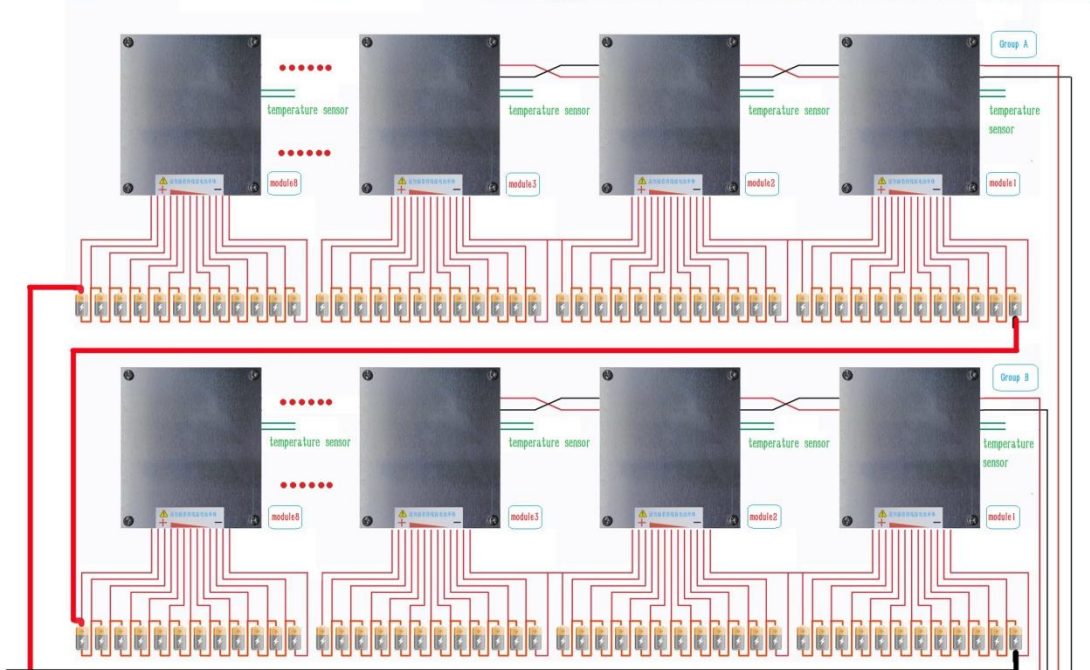 Group A
temperature sensor
temperature sensor
temperature sensor
temperature
sensor
module8
module3
module2
module1
+ −
+ −
+ −
+ −
Group B
temperature sensor
temperature sensor
temperature sensor
temperature
sensor
module8
module3
module2
module1
+ −
+ −
+ −
+ −